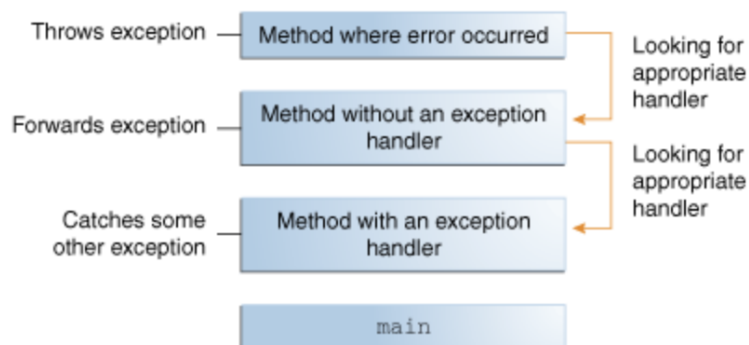 Throws exception
Method where error occurred
Looking for
appropriate
handler
Forwards exception
Method without an exception
handler
Looking for
appropriate
handler
Catches some
other exception
Method with an exception
handler
main